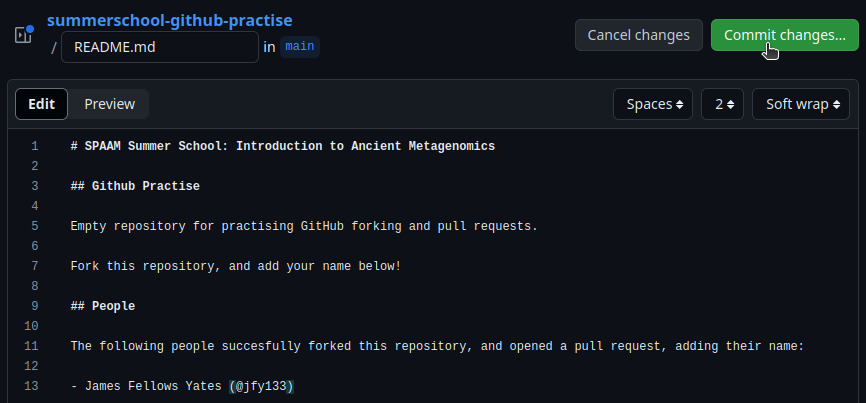 summerschool-github-practise
/ README.md in main
Cancel changes Commit changes...
Edit Preview Spaces 2 Soft wrap
1 # SPAAM Summer School: Introduction to Ancient Metagenomics
2
3 ## Github Practise
4
5 Empty repository for practising GitHub forking and pull requests.
6
7 Fork this repository, and add your name below!
8
9 ## People
10
11 The following people succesfully forked this repository, and opened a pull request, adding their name:
12
13 - James Fellows Yates (@jfy133)